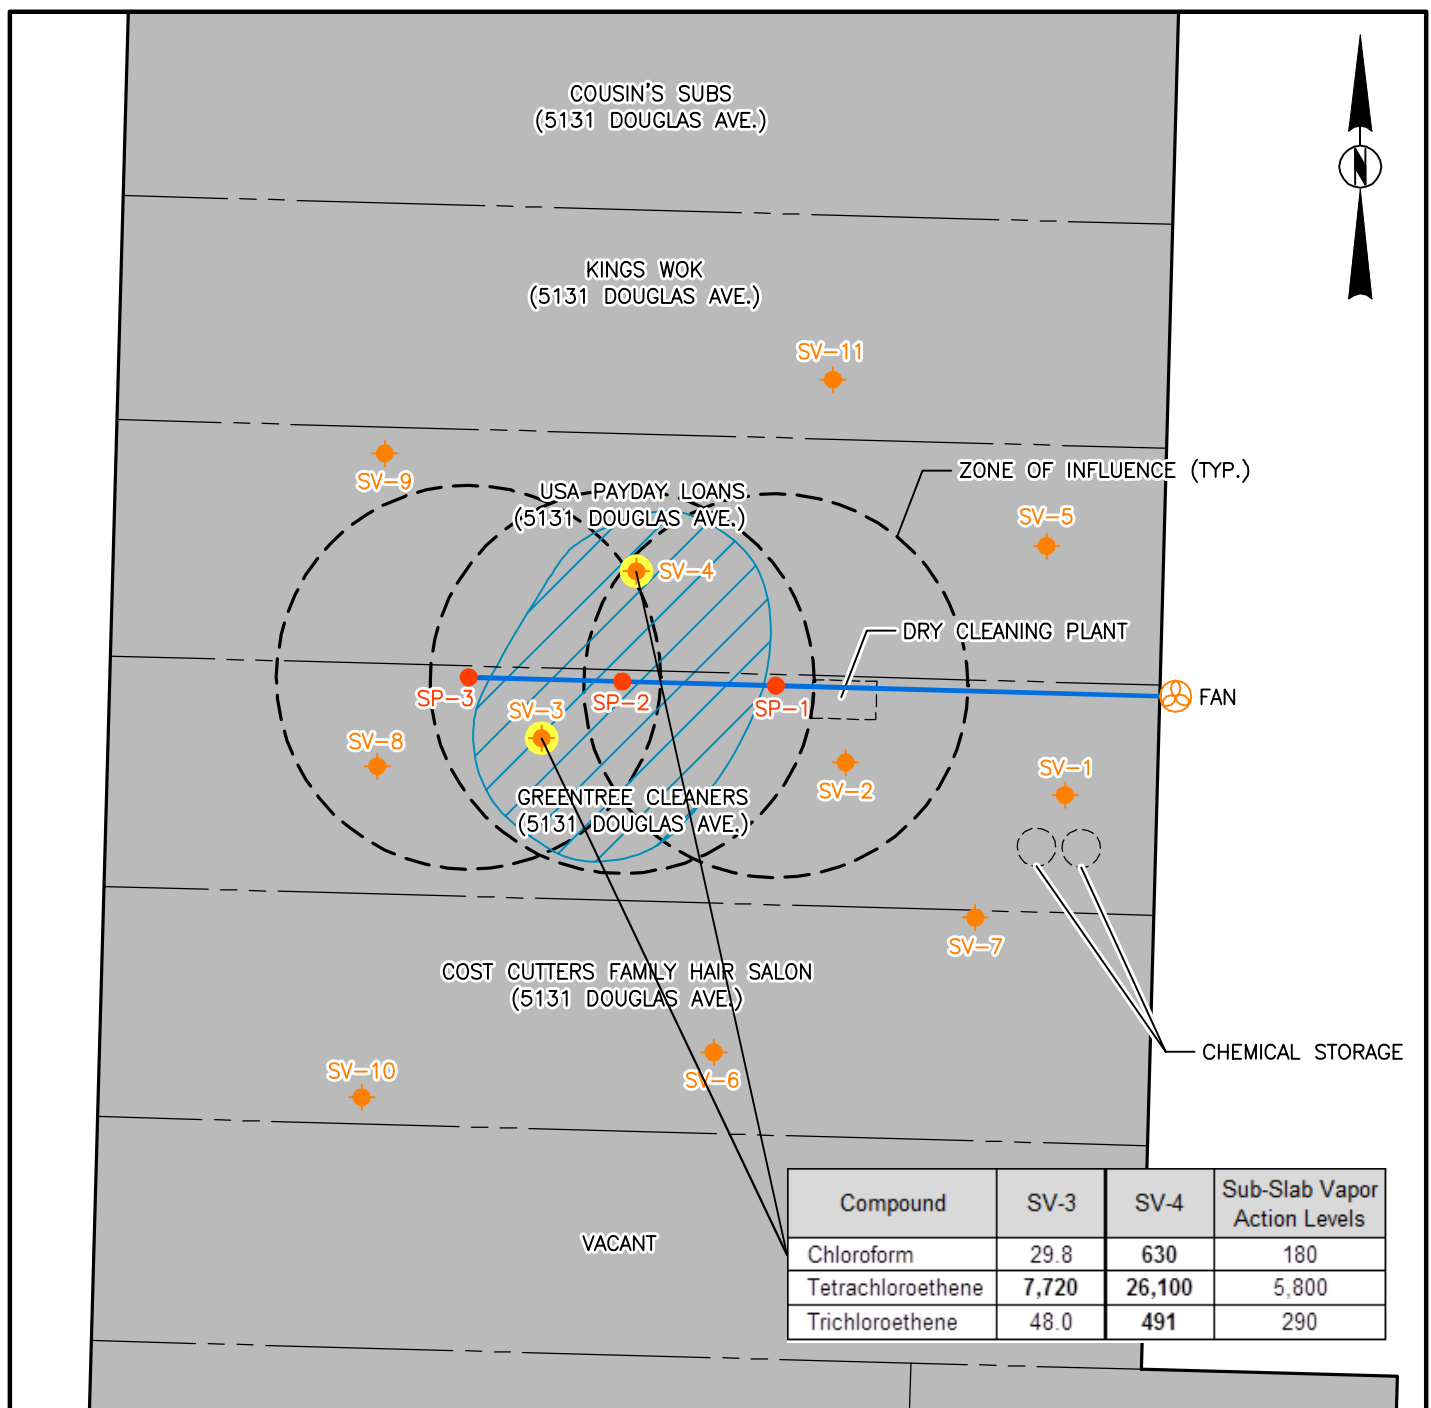 COUSIN'S SUBS
(5131 DOUGLAS AVE.)
N
KINGS WOK
(5131 DOUGLAS AVE.)
SV-11
SV-9
ZONE OF INFLUENCE (TYP.)
USA PAYDAY LOANS
(5131 DOUGLAS AVE.)
SV-5
SV-4
DRY CLEANING PLANT
SP-3
SP-2
SP-1
FAN
SV-3
SV-8
SV-2
SV-1
GREENTREE CLEANERS
(5131 DOUGLAS AVE.)
SV-7
COST CUTTERS FAMILY HAIR SALON
(5131 DOUGLAS AVE.)
CHEMICAL STORAGE
SV-10
SV-6
VACANT
Compound SV-3 SV-4 Sub-Slab Vapor
Action Levels
Chloroform 29.8 630 180
Tetrachloroethene 7,720 26,100 5,800
Trichloroethene 48.0 491 290